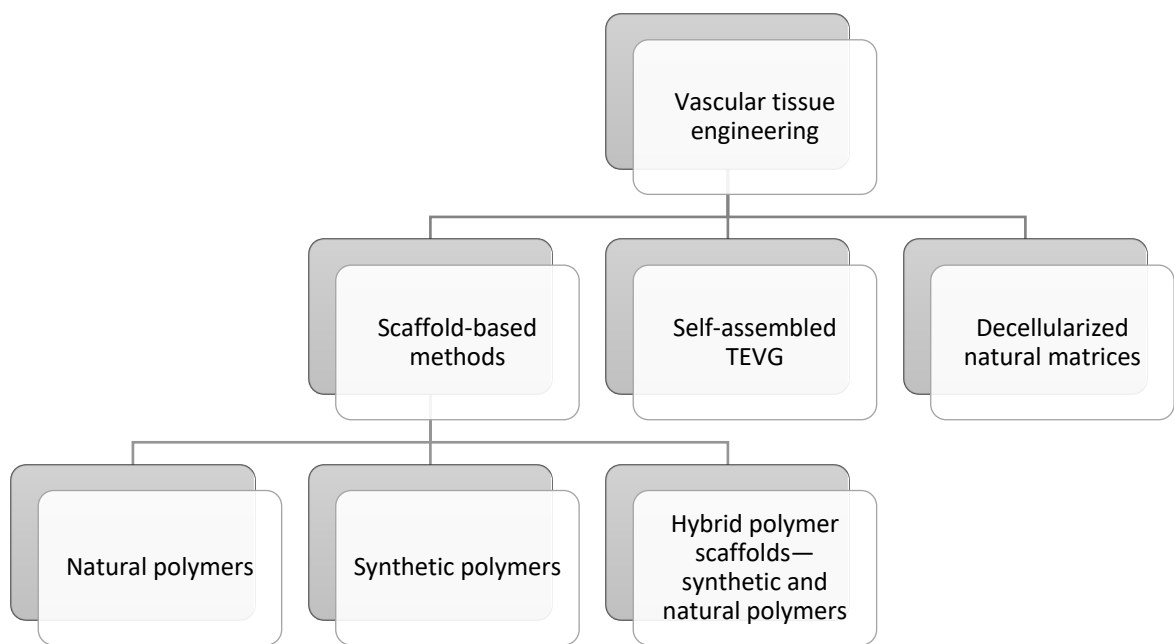 Vascular tissue
engineering
Scaffold-based
methods
Self-assembled
TEVG
Decellularized
natural matrices
Natural polymers
Synthetic polymers
Hybrid polymer
scaffolds—
synthetic and
natural polymers